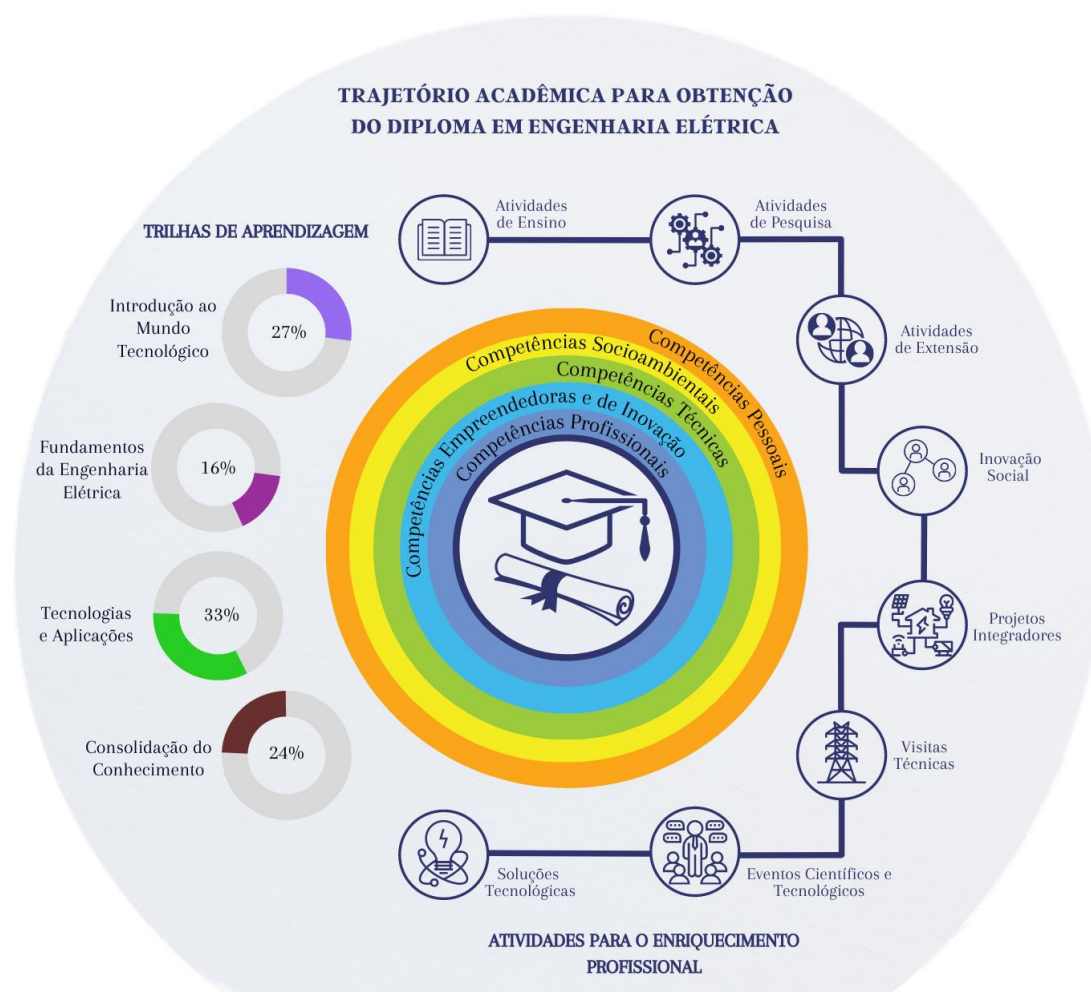 TRAJETÓRIO ACADÊMICA PARA OBTENÇÃO
DO DIPLOMA EM ENGENHARIA ELÉTRICA
TRILHAS DE APRENDIZAGEM
Introdução ao
Mundo
Tecnológico
27%
Fundamentos
da Engenharia
Elétrica
16%
Tecnologias
e Aplicações
33%
Consolidação do
Conhecimento
24%
Competências Pessoais
Competências Socioambientais
Competências Técnicas
Competências Empreendedoras e de Inovação
Competências Profissionais
Atividades
de Ensino
Atividades
de Pesquisa
Atividades
de Extensão
Inovação
Social
Projetos
Integradores
Visitas
Técnicas
Eventos Científicos e
Tecnológicos
Soluções
Tecnológicas
ATIVIDADES PARA O ENRIQUECIMENTO
PROFISSIONAL